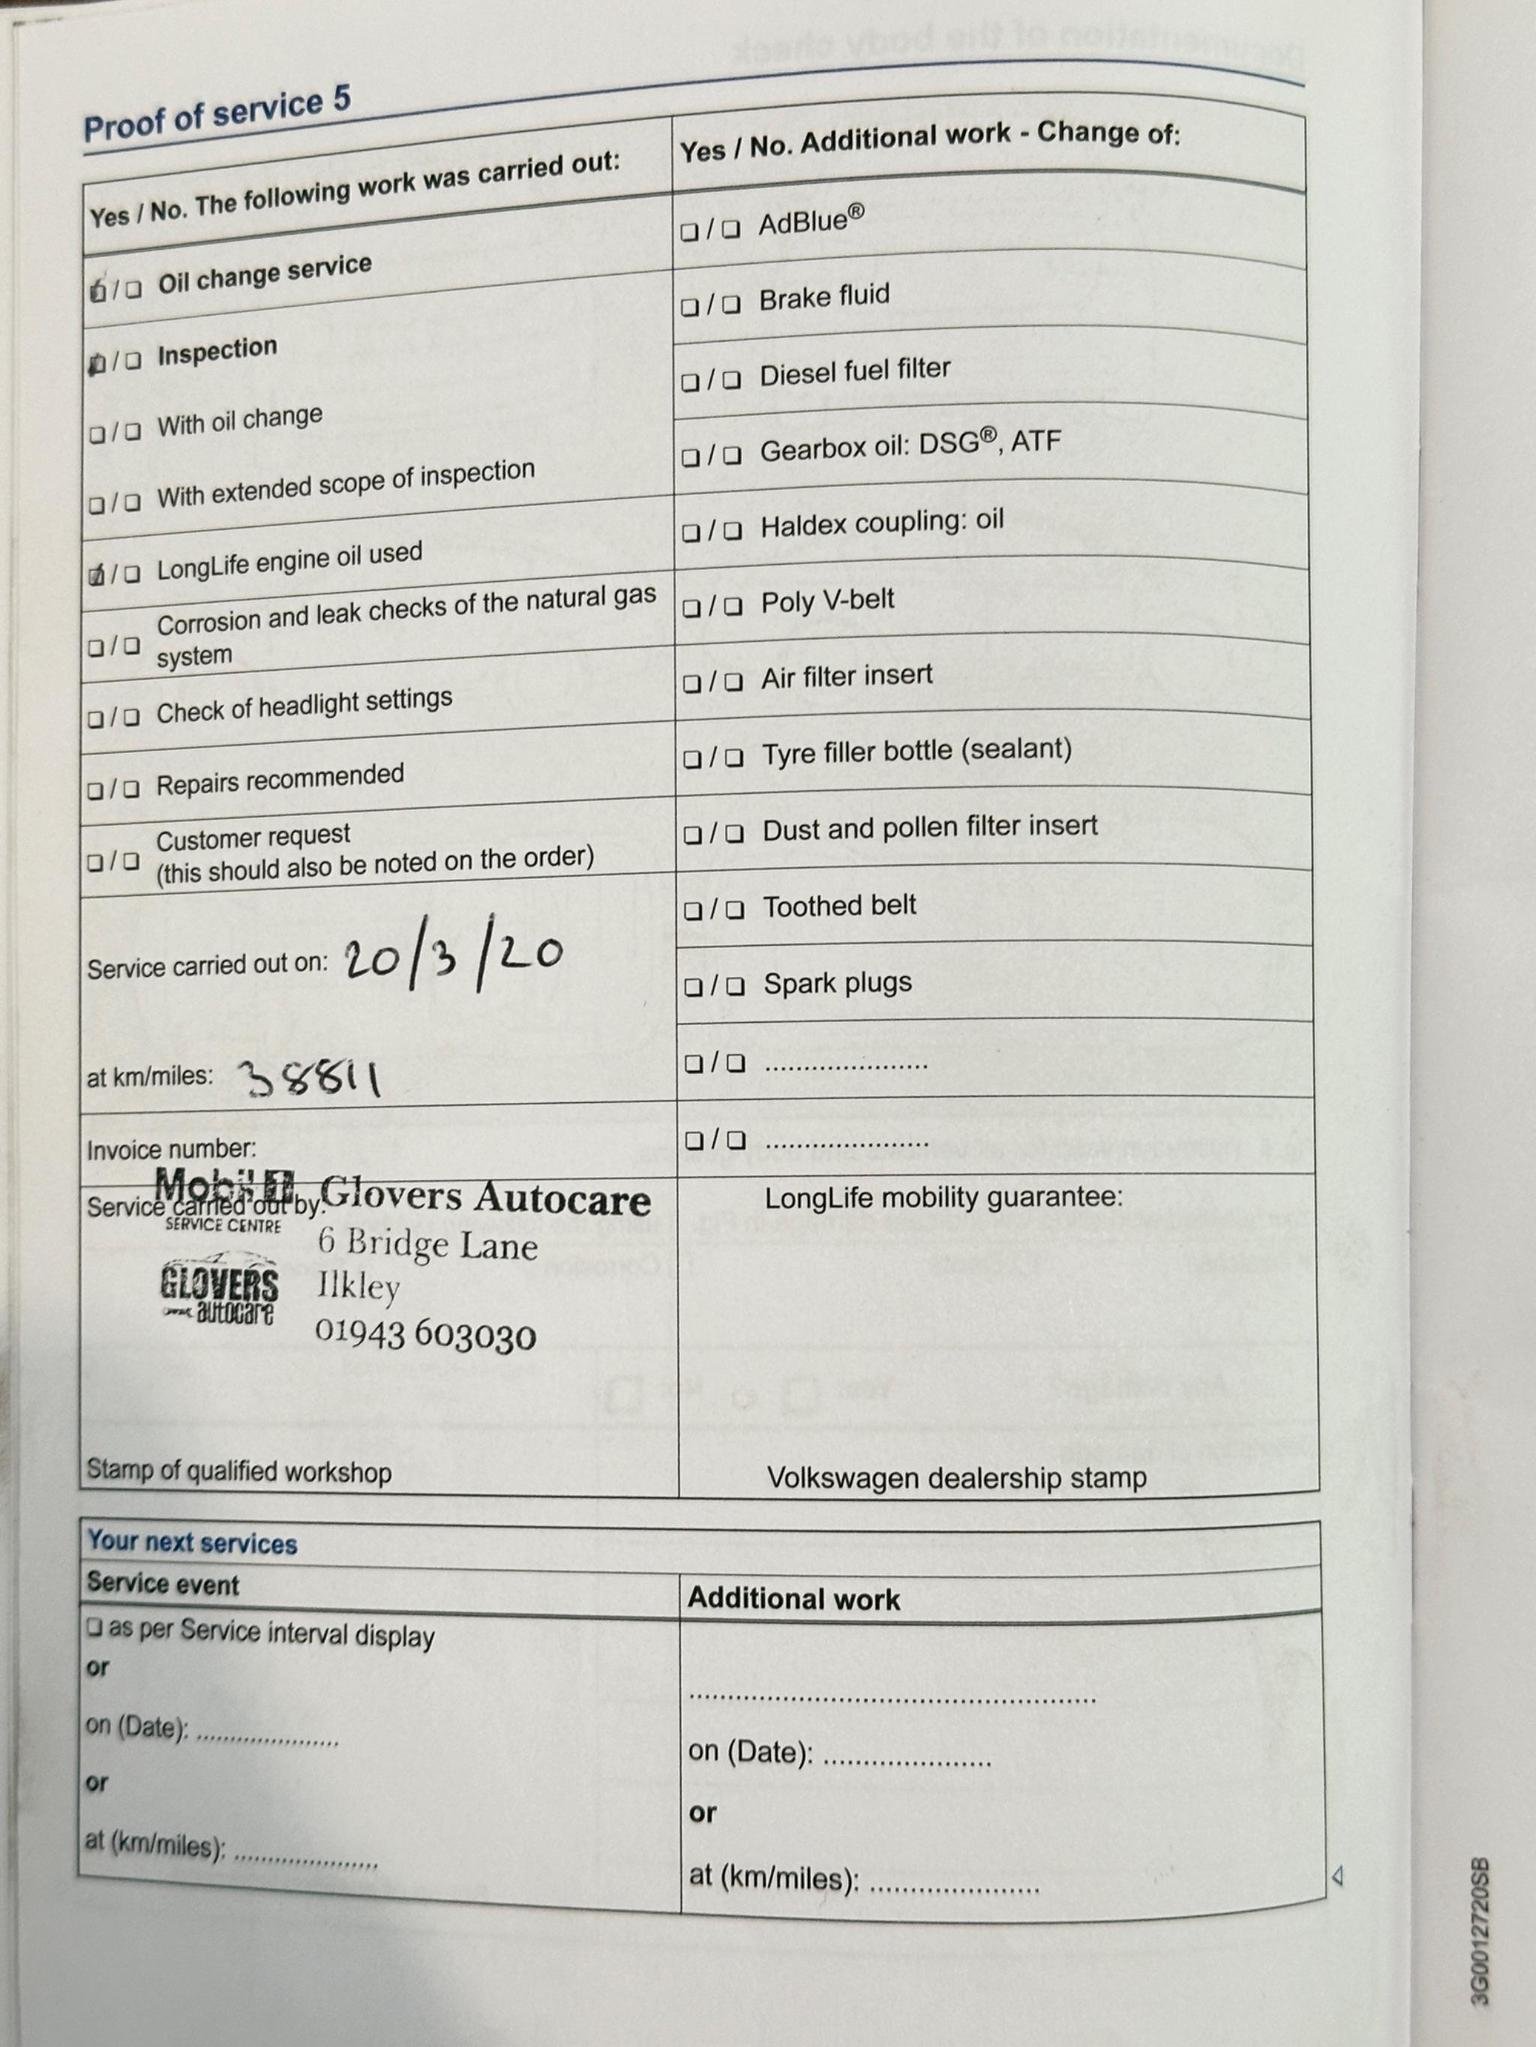 Proof of service 5
Yes / No. The following work was carried out:
☑ / ☐ Oil change service
☑ / ☐ Inspection
☐ / ☐ With oil change
☐ / ☐ With extended scope of inspection
☑ / ☐ LongLife engine oil used
☐ / ☐ Corrosion and leak checks of the natural gas
system
☐ / ☐ Check of headlight settings
☐ / ☐ Repairs recommended
☐ / ☐ Customer request
(this should also be noted on the order)
Service carried out on: 20/3/20
at km/miles: 38811
Invoice number:
Service carried out by:
Mobil 1
SERVICE CENTRE
GLOVERS
autocare
Glovers Autocare
6 Bridge Lane
Ilkley
01943 603030
Stamp of qualified workshop
Yes / No. Additional work - Change of:
☐ / ☐ AdBlue®
☐ / ☐ Brake fluid
☐ / ☐ Diesel fuel filter
☐ / ☐ Gearbox oil: DSG®, ATF
☐ / ☐ Haldex coupling: oil
☐ / ☐ Poly V-belt
☐ / ☐ Air filter insert
☐ / ☐ Tyre filler bottle (sealant)
☐ / ☐ Dust and pollen filter insert
☐ / ☐ Toothed belt
☐ / ☐ Spark plugs
☐ / ☐ ......................
☐ / ☐ ......................
LongLife mobility guarantee:
Volkswagen dealership stamp
Your next services
Service event
☐ as per Service interval display
or
on (Date): ......................
or
at (km/miles): ......................
Additional work
......................................................
on (Date): ......................
or
at (km/miles): ......................
3G0012720SB